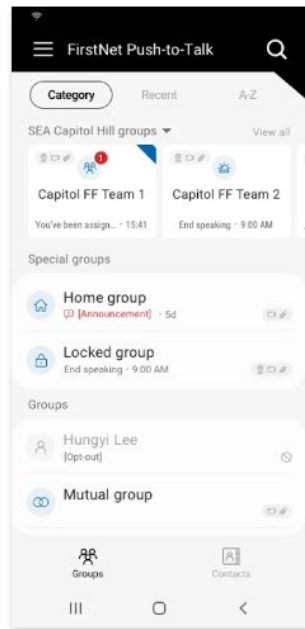 FirstNet Push-to-Talk
Category Recent A-Z
SEA Capitol Hill groups View all
1
Capitol FF Team 1 Capitol FF Team 2
You've been assign... • 15:41 End speaking • 9:00 AM
Special groups
Home group
[Announcement] • 5d
Locked group
End speaking • 9:00 AM
Groups
Hungyi Lee
[Opt-out]
Mutual group
Groups Contacts